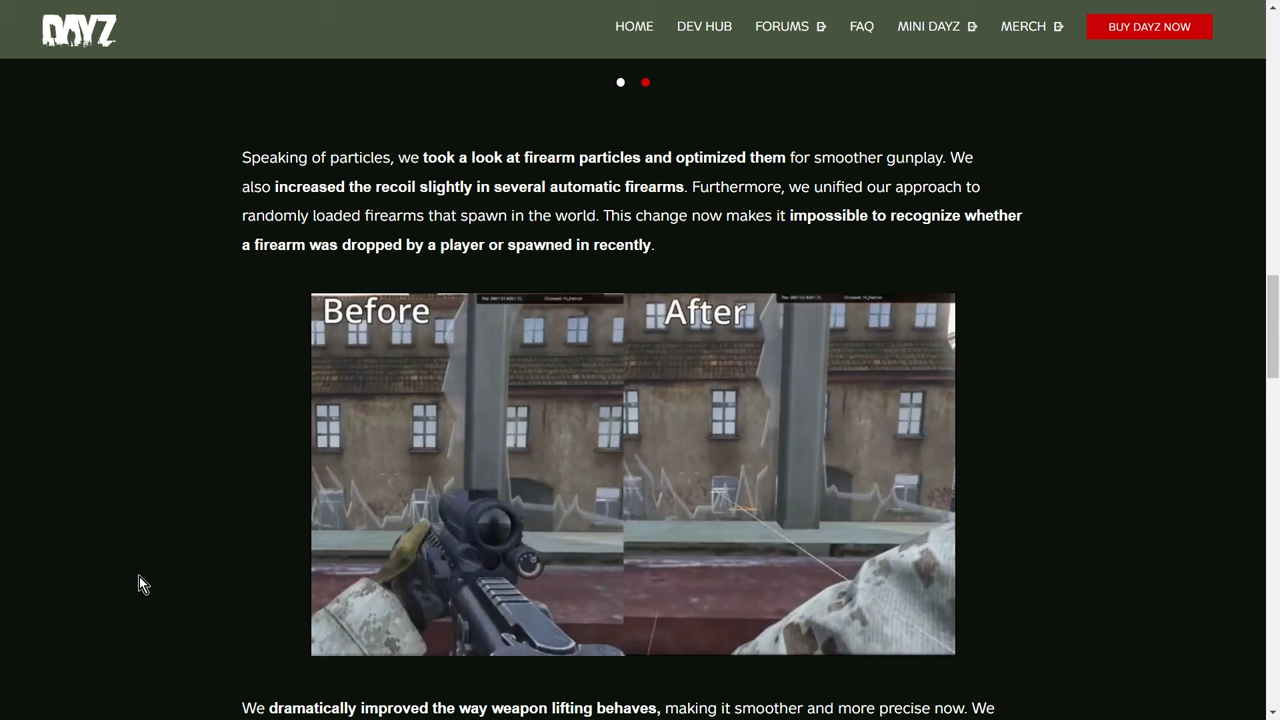 DAYZ
HOME DEV HUB FORUMS FAQ MINI DAYZ MERCH BUY DAYZ NOW
Speaking of particles, we took a look at firearm particles and optimized them for smoother gunplay. We
also increased the recoil slightly in several automatic firearms. Furthermore, we unified our approach to
randomly loaded firearms that spawn in the world. This change now makes it impossible to recognize whether
a firearm was dropped by a player or spawned in recently.
Before After
We dramatically improved the way weapon lifting behaves, making it smoother and more precise now. We